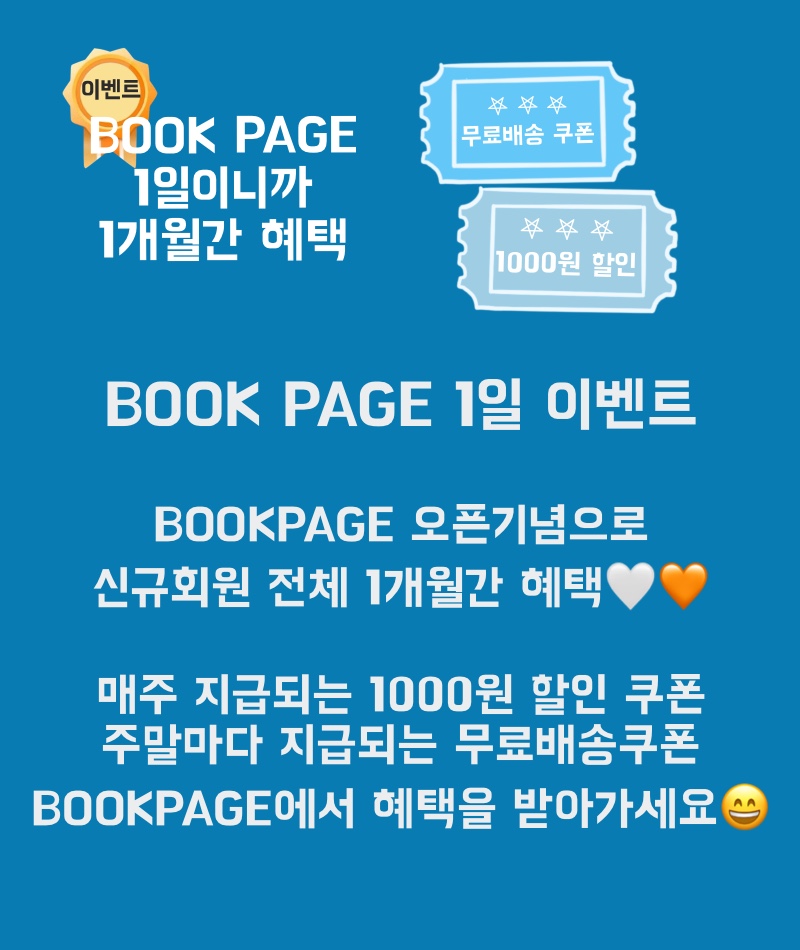 이벤트
BOOK PAGE
1일이니까
1개월간 혜택
무료배송 쿠폰
1000원 할인
BOOK PAGE 1일 이벤트
BOOKPAGE 오픈기념으로
신규회원 전체 1개월간 혜택🤍🧡
매주 지급되는 1000원 할인 쿠폰
주말마다 지급되는 무료배송쿠폰
BOOKPAGE에서 혜택을 받아가세요😄